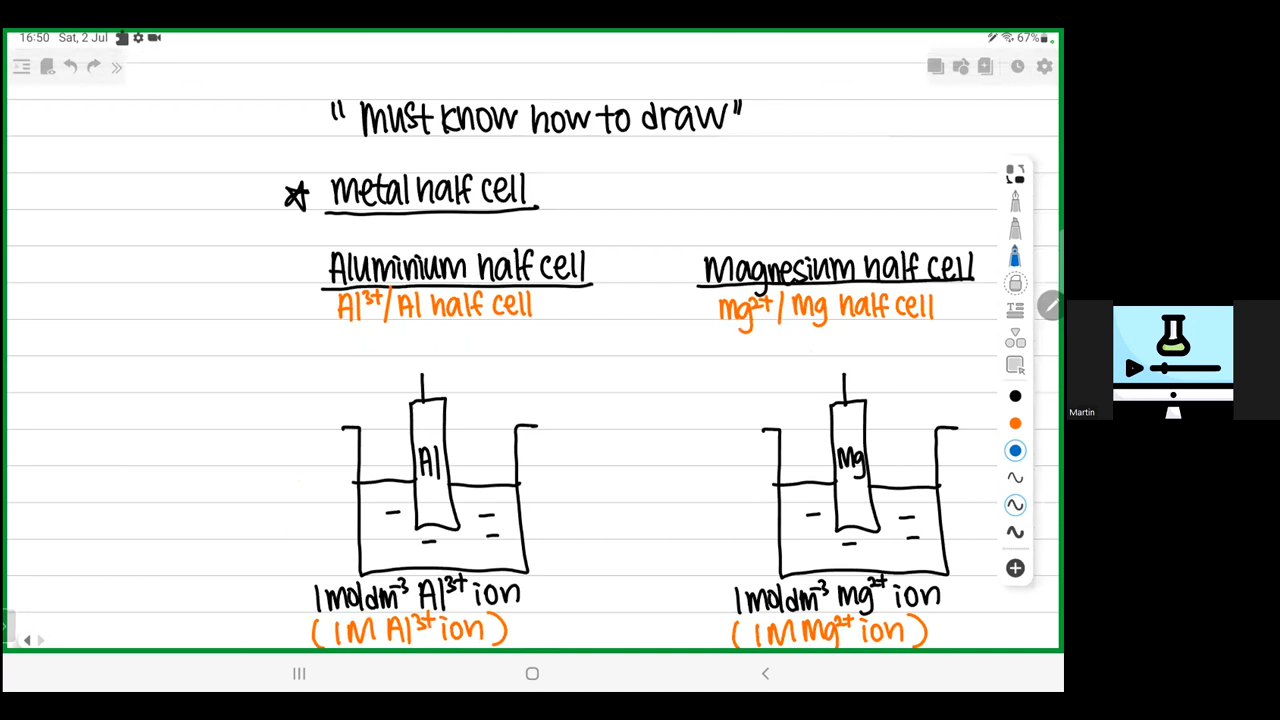 16:50 Sat, 2 Jul
67%
" Must know how to draw "
☆ Metal half cell
Aluminium half cell
Al³⁺/Al half cell
Magnesium half cell
Mg²⁺/Mg half cell
Al
Mg
1moldm⁻³ Al³⁺ ion
(1M Al³⁺ ion)
1moldm⁻³ Mg²⁺ ion
(1M Mg²⁺ ion)
Martin